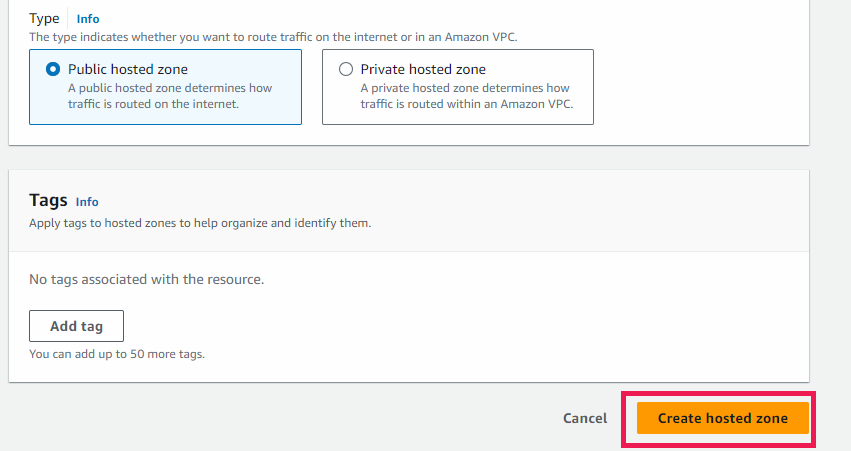 Type Info
The type indicates whether you want to route traffic on the internet or in an Amazon VPC.
Public hosted zone
A public hosted zone determines how
traffic is routed on the internet.
Private hosted zone
A private hosted zone determines how
traffic is routed within an Amazon VPC.
Tags Info
Apply tags to hosted zones to help organize and identify them.
No tags associated with the resource.
Add tag
You can add up to 50 more tags.
Cancel
Create hosted zone